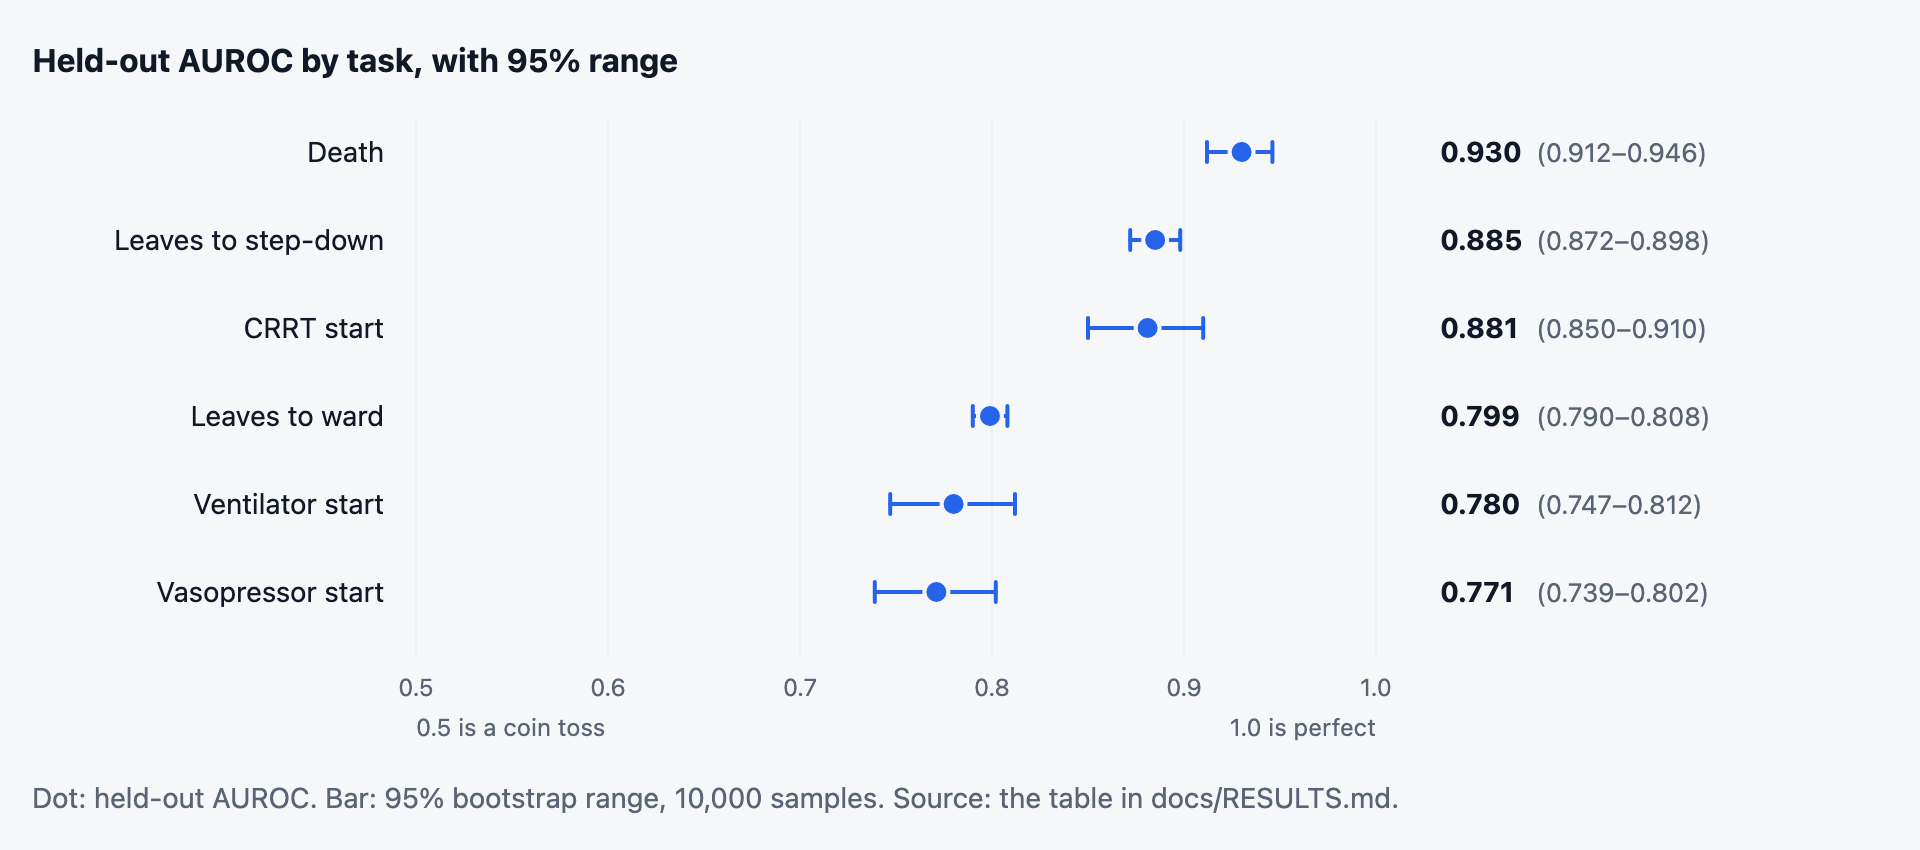 Held-out AUROC by task, with 95% range
Death 0.930 (0.912–0.946)
Leaves to step-down 0.885 (0.872–0.898)
CRRT start 0.881 (0.850–0.910)
Leaves to ward 0.799 (0.790–0.808)
Ventilator start 0.780 (0.747–0.812)
Vasopressor start 0.771 (0.739–0.802)
0.5 0.6 0.7 0.8 0.9 1.0
0.5 is a coin toss 1.0 is perfect
Dot: held-out AUROC. Bar: 95% bootstrap range, 10,000 samples. Source: the table in docs/RESULTS.md.